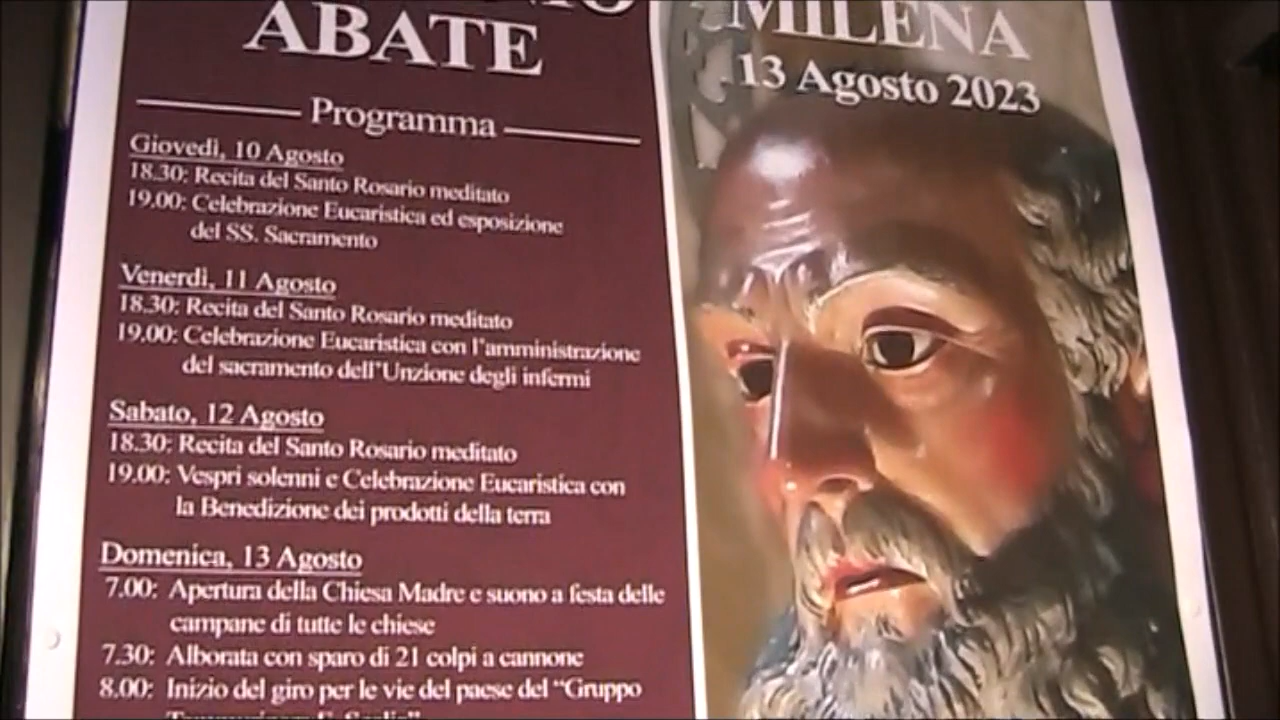 ABATE
Programma
Giovedì, 10 Agosto
18.30: Recita del Santo Rosario meditato
19.00: Celebrazione Eucaristica ed esposizione
del SS. Sacramento
Venerdì, 11 Agosto
18.30: Recita del Santo Rosario meditato
19.00: Celebrazione Eucaristica con l'amministrazione
del sacramento dell'Unzione degli infermi
Sabato, 12 Agosto
18.30: Recita del Santo Rosario meditato
19.00: Vespri solenni e Celebrazione Eucaristica con
la Benedizione dei prodotti della terra
Domenica, 13 Agosto
7.00: Apertura della Chiesa Madre e suono a festa delle
campane di tutte le chiese
7.30: Alborata con sparo di 21 colpi a cannone
8.00: Inizio del giro per le vie del paese del "Gruppo
MILENA
13 Agosto 2023